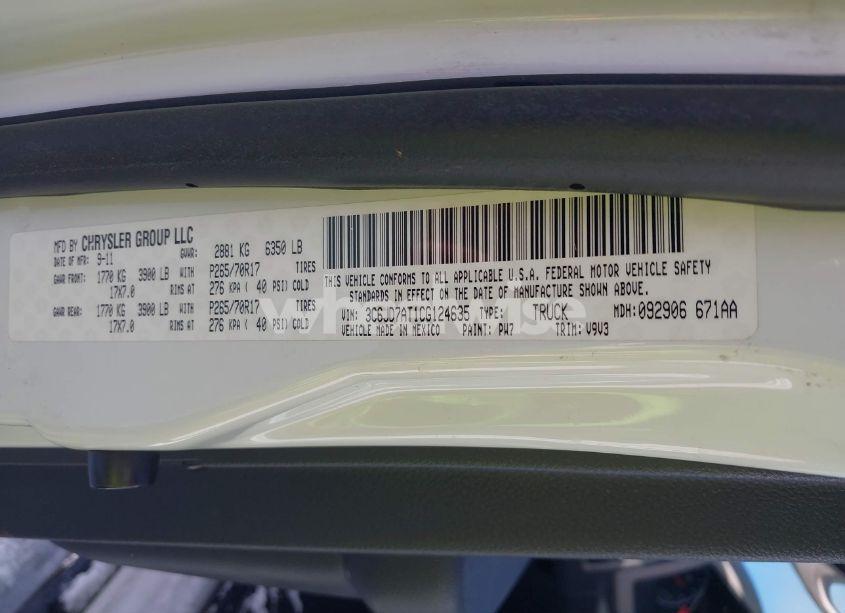 MFD BY CHRYSLER GROUP LLC
DATE OF MFR: 9-11 GVWR: 2881 KG 6350 LB
GAWR FRONT: 1770 KG 3900 LB WITH P265/70R17 TIRES
17X7.0 RIMS AT 276 KPA ( 40 PSI) COLD
GAWR REAR: 1770 KG 3900 LB WITH P265/70R17 TIRES
17X7.0 RIMS AT 276 KPA ( 40 PSI) COLD
THIS VEHICLE CONFORMS TO ALL APPLICABLE U.S.A. FEDERAL MOTOR VEHICLE SAFETY
STANDARDS IN EFFECT ON THE DATE OF MANUFACTURE SHOWN ABOVE.
VIN: 3C6JD7AT1CG124635 TYPE: TRUCK MDH: 092906 671AA
VEHICLE MADE IN MEXICO PAINT: PW7 TRIM: V9V3